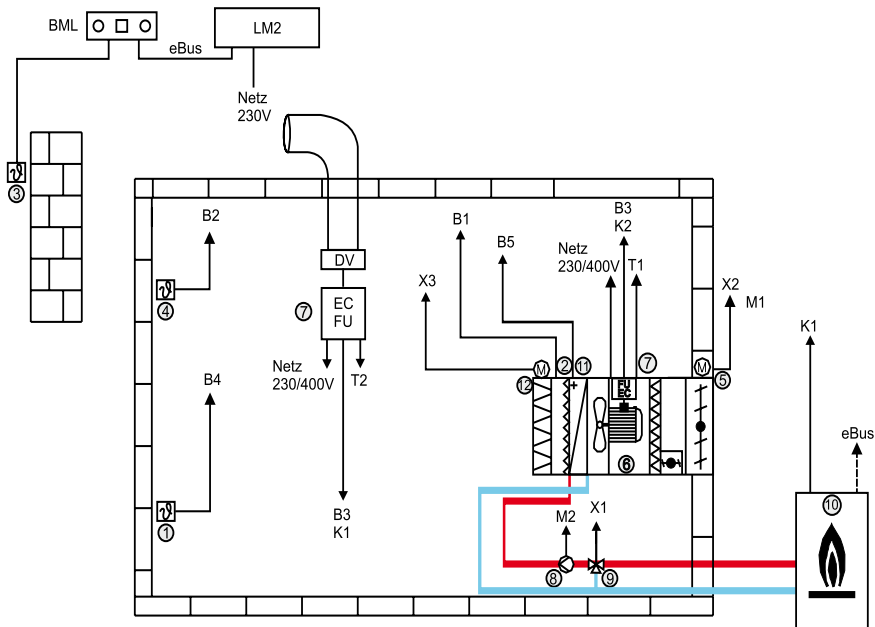 BML
LM2
eBus
Netz
230V
3
B2
4
B4
1
DV
7
EC
FU
Netz
230/400V
T2
B3
K1
X3
B1
B5
B3
K2
Netz
230/400V
T1
X2
M1
M
2
11
7
M
5
12
FU
EC
+
6
K1
eBus
10
M2
X1
8
9